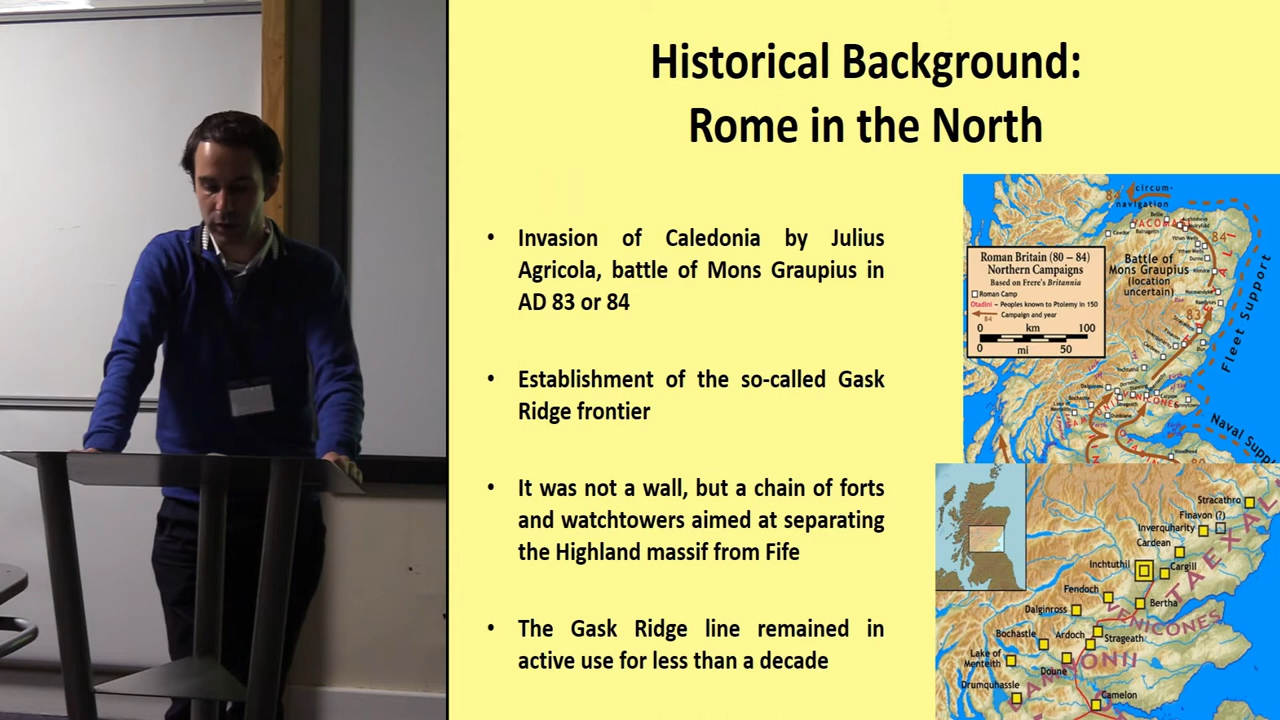 Historical Background:
Rome in the North
• Invasion of Caledonia by Julius
Agricola, battle of Mons Graupius in
AD 83 or 84
• Establishment of the so-called Gask
Ridge frontier
• It was not a wall, but a chain of forts
and watchtowers aimed at separating
the Highland massif from Fife
• The Gask Ridge line remained in
active use for less than a decade
84
circum-
navigation
84
Battle of
Mons Graupius
(location
uncertain)
Roman Britain (80 – 84)
Northern Campaigns
Based on Frere's Britannia
Roman Camp
Otadini – Peoples known to Ptolemy in 150
Campaign and year
84
0 km 100
0 mi 50
83
Fleet Support
Naval Supp
Stracathro
Finavon (?)
Inverquharity
Cardean
Inchtuthil
Cargill
TAEXAL
Fendoch
Bertha
Dalginross
VENICONES
Bochastle
Ardoch
Strageath
Lake of
Menteith
Doune
DAMNONII
Drumquhassle
Camelon